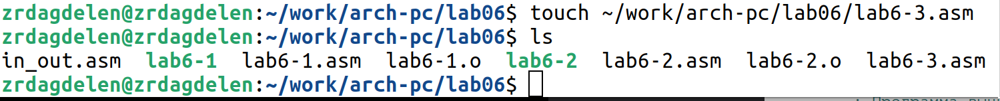 zrdagdelen@zrdagdelen:~/work/arch-pc/lab06$ touch ~/work/arch-pc/lab06/lab6-3.asm
zrdagdelen@zrdagdelen:~/work/arch-pc/lab06$ ls
in_out.asm  lab6-1  lab6-1.asm  lab6-1.o  lab6-2  lab6-2.asm  lab6-2.o  lab6-3.asm
zrdagdelen@zrdagdelen:~/work/arch-pc/lab06$